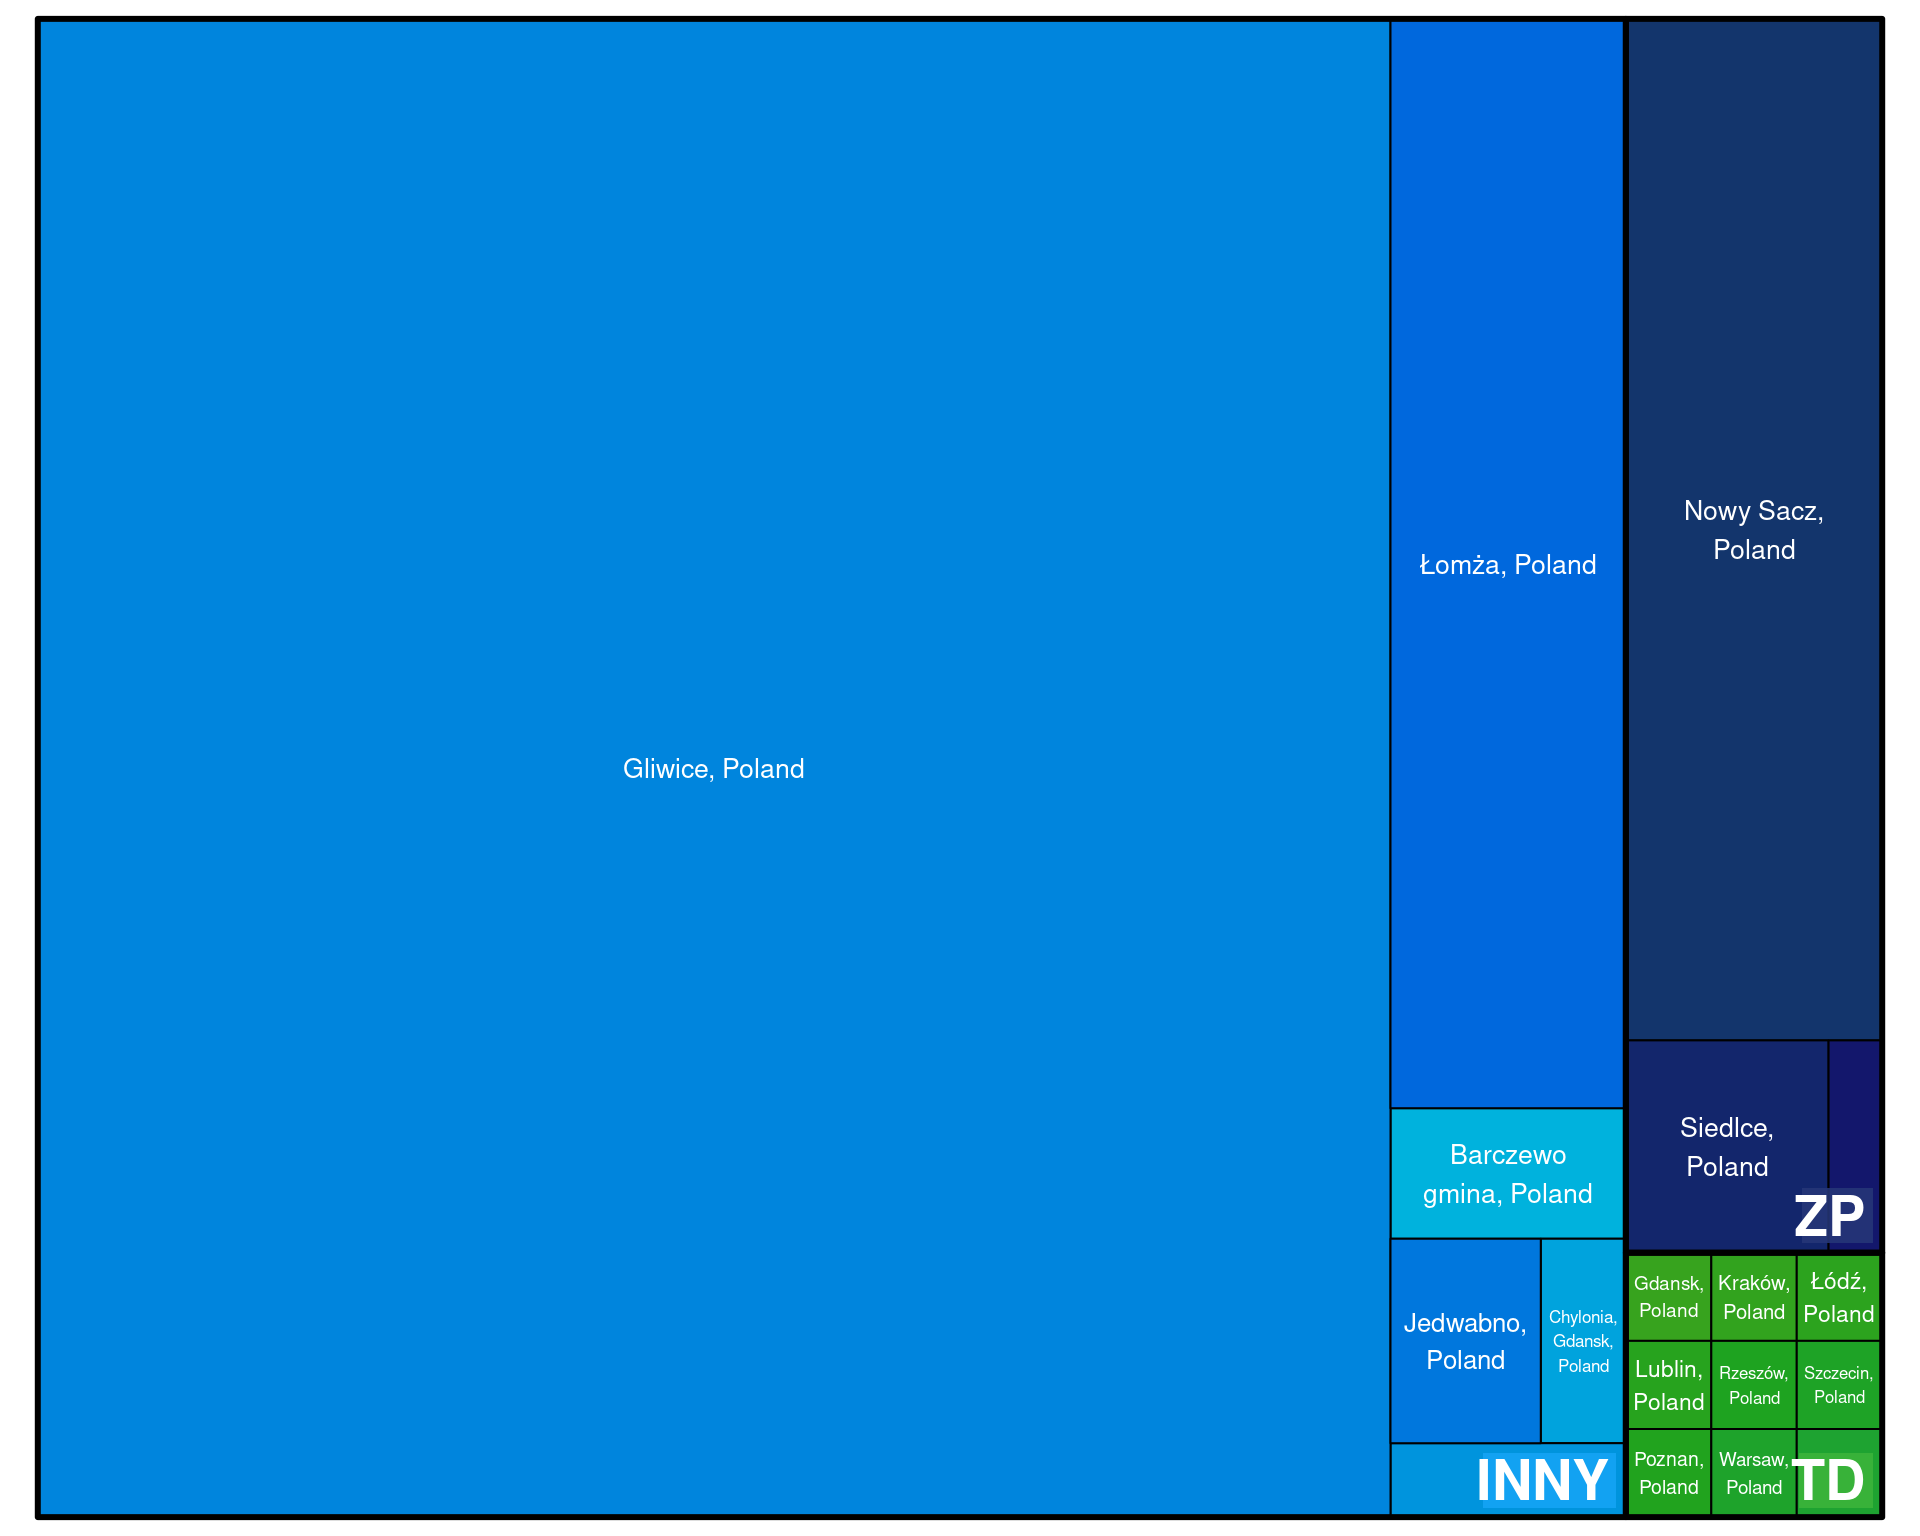 Gliwice, Poland
Łomża, Poland
Barczewo
gmina, Poland
Jedwabno,
Poland
Chylonia,
Gdansk,
Poland
INNY
Nowy Sacz,
Poland
Siedlce,
Poland
ZP
Gdansk,
Poland
Kraków,
Poland
Łódź,
Poland
Lublin,
Poland
Rzeszów,
Poland
Szczecin,
Poland
Poznan,
Poland
Warsaw,
Poland
TD